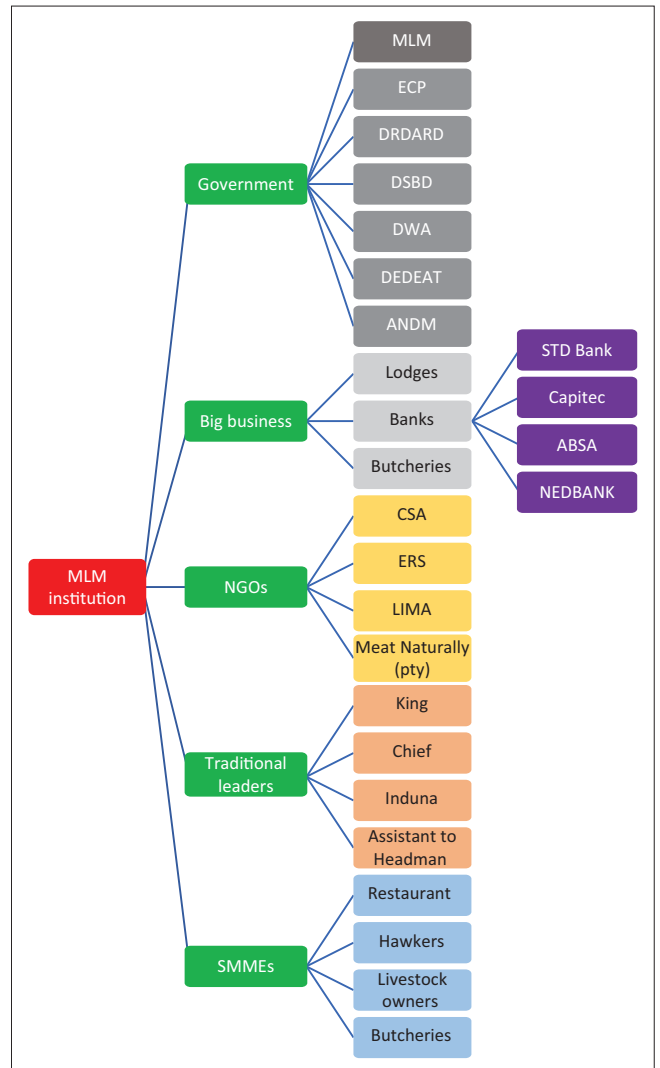 MLM
ECP
DRDARD
Government
DSBD
DWA
DEDEAT
ANDM
STD Bank
Lodges
Capitec
Big business
Banks
ABSA
Butcheries
NEDBANK
CSA
ERS
MLM
institution
NGOs
LIMA
Meat Naturally
(pty)
King
Chief
Traditional
leaders
Induna
Assistant to
Headman
Restaurant
Hawkers
SMMEs
Livestock
owners
Butcheries